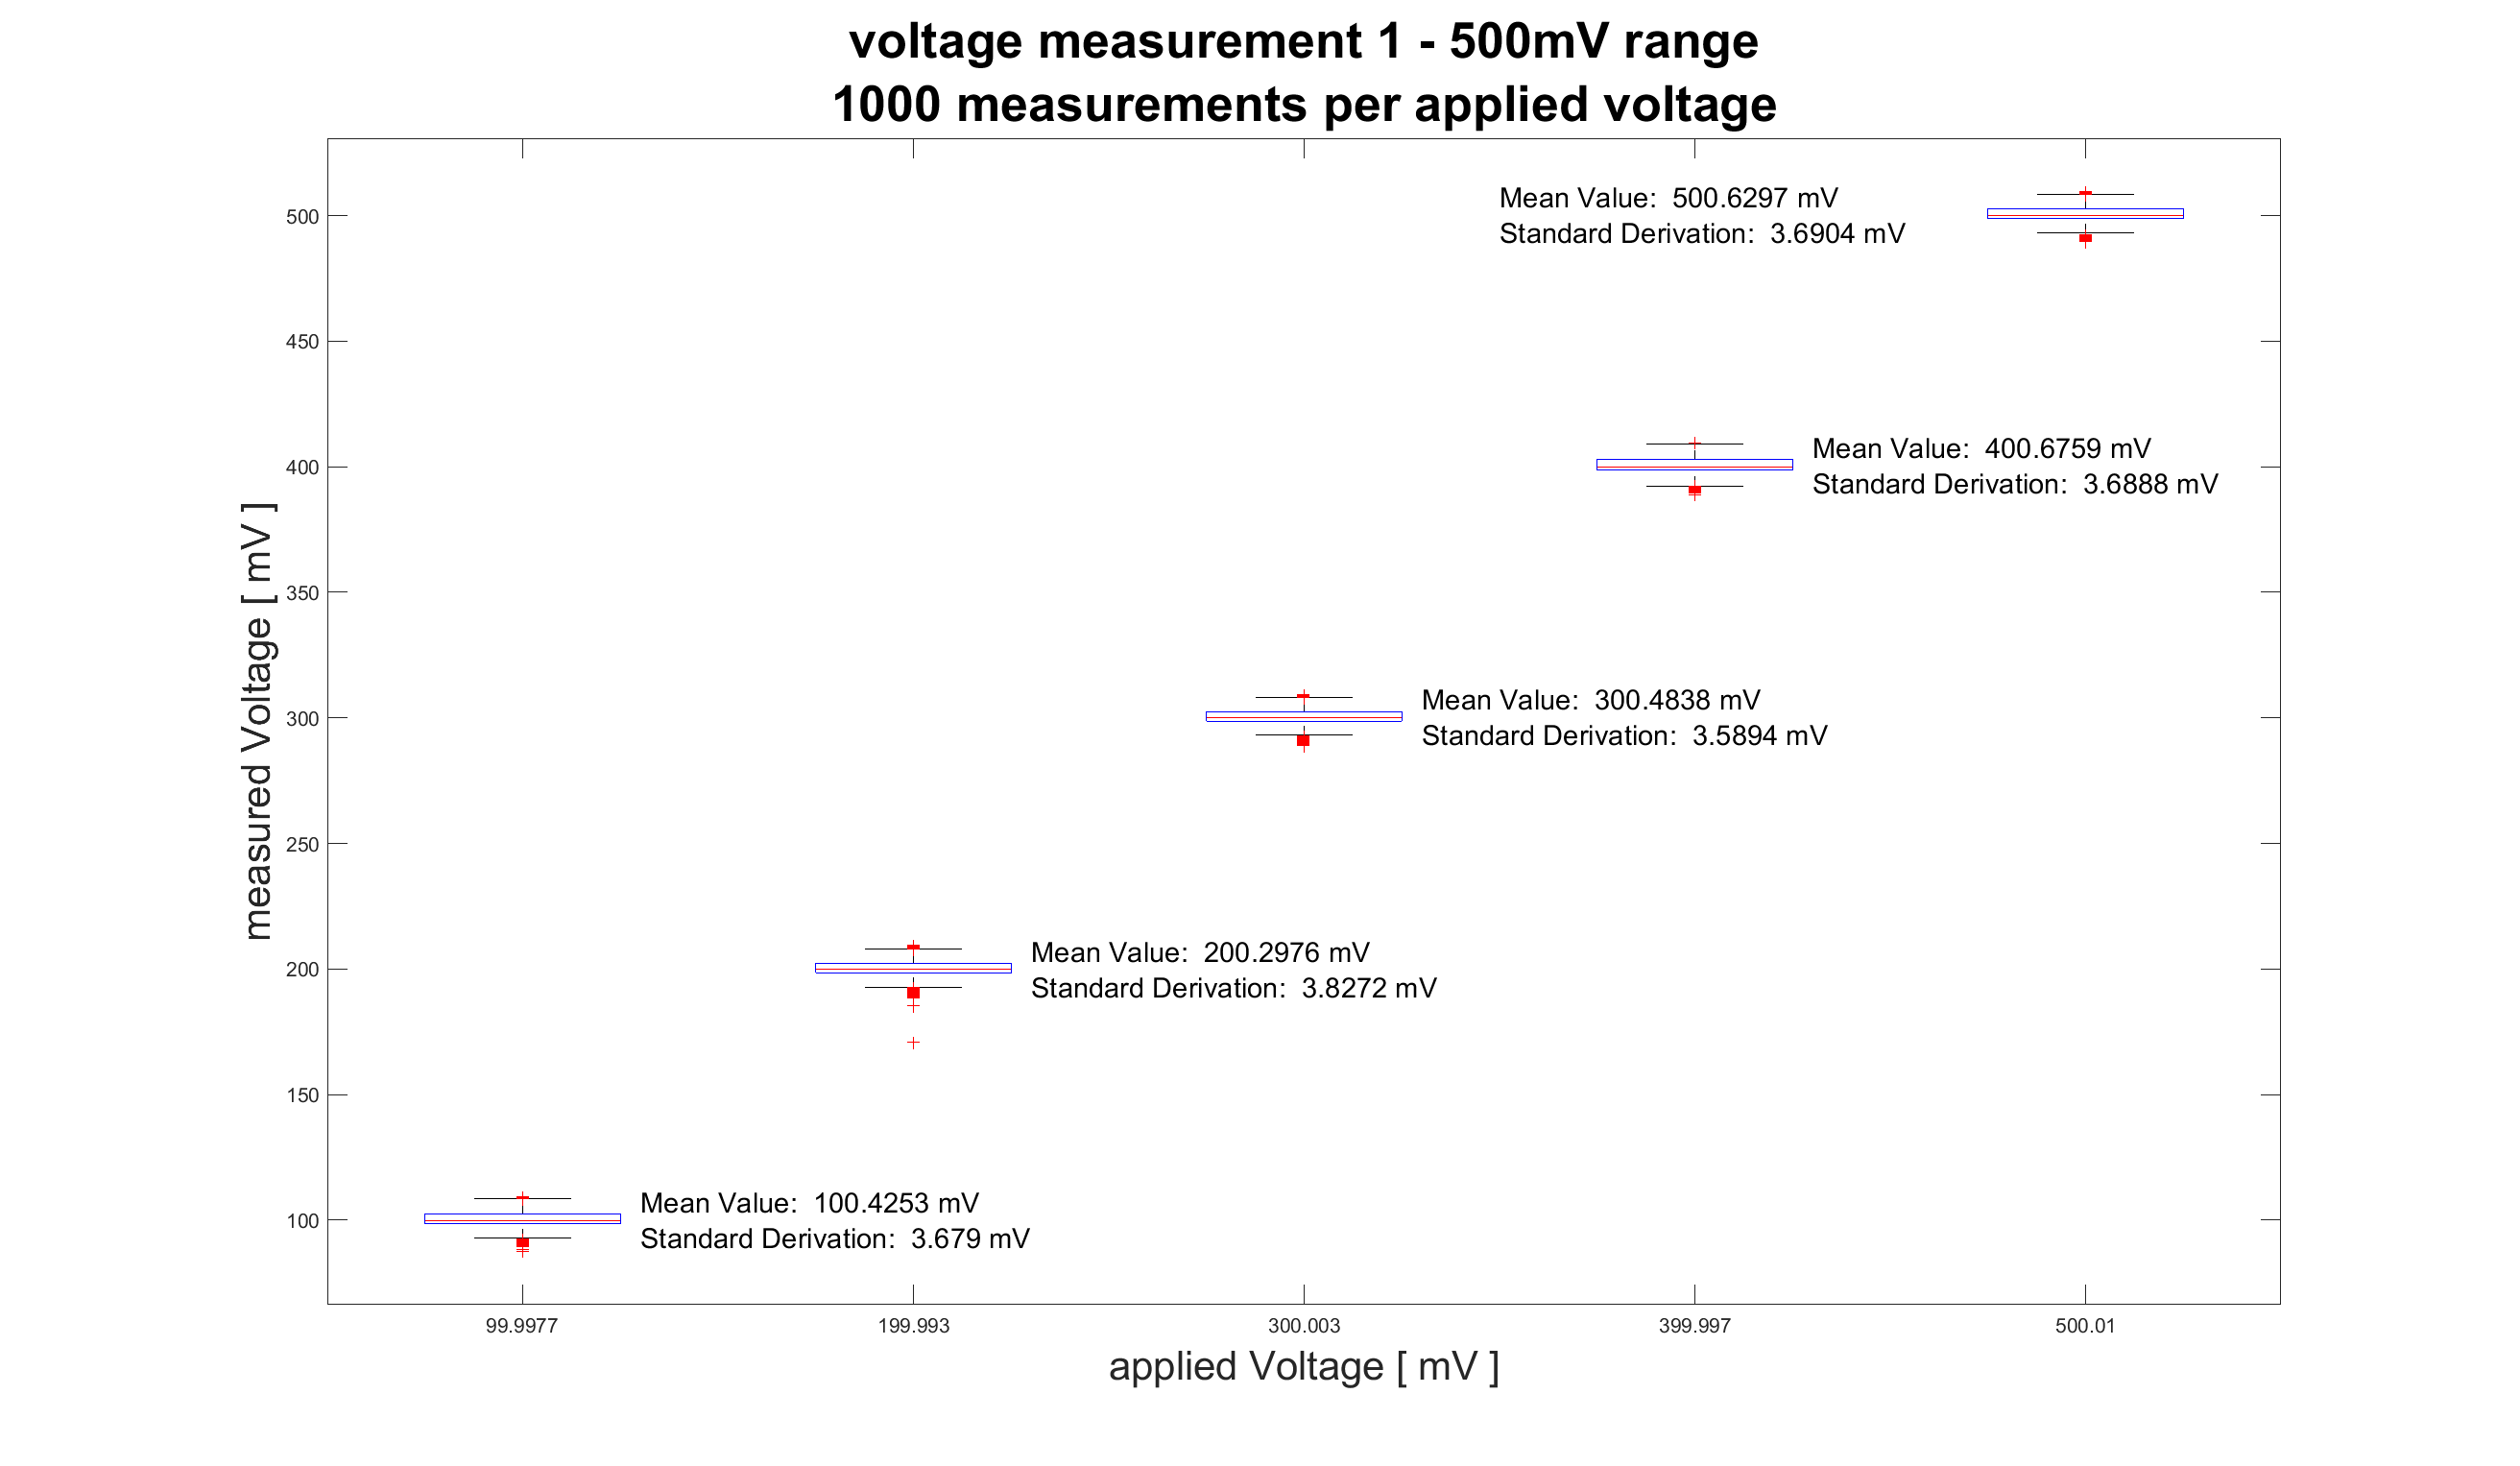 voltage measurement 1 - 500mV range
1000 measurements per applied voltage
measured Voltage [ mV ]
500
450
400
350
300
250
200
150
100
Mean Value:  500.6297 mV
Standard Derivation:  3.6904 mV
Mean Value:  400.6759 mV
Standard Derivation:  3.6888 mV
Mean Value:  300.4838 mV
Standard Derivation:  3.5894 mV
Mean Value:  200.2976 mV
Standard Derivation:  3.8272 mV
Mean Value:  100.4253 mV
Standard Derivation:  3.679 mV
99.9977 199.993 300.003 399.997 500.01
applied Voltage [ mV ]